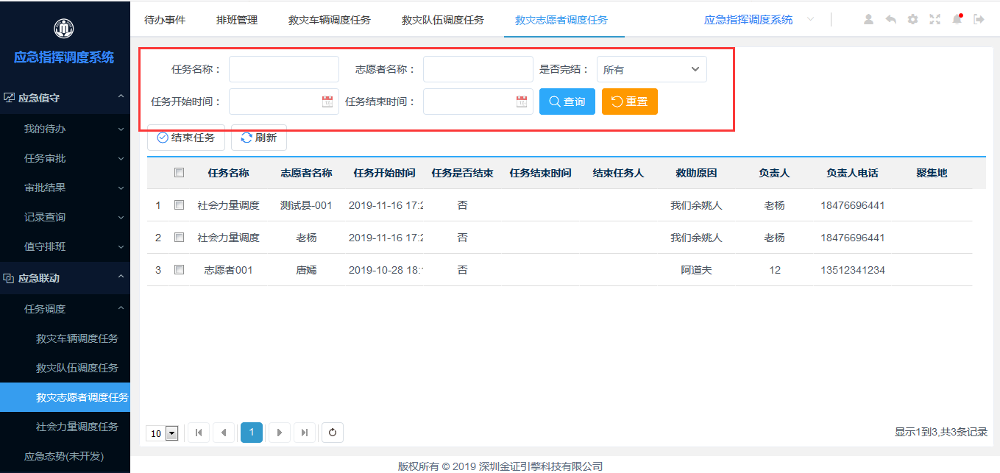 应急指挥调度系统
应急值守
我的待办
任务审批
审批结果
记录查询
值守排班
应急联动
任务调度
救灾车辆调度任务
救灾队伍调度任务
救灾志愿者调度任务
社会力量调度任务
应急态势(未开发)
待办事件 排班管理 救灾车辆调度任务 救灾队伍调度任务 救灾志愿者调度任务 应急指挥调度系统
任务名称： 志愿者名称： 是否完结： 所有
任务开始时间： 任务结束时间： 查询 重置
结束任务 刷新
任务名称 志愿者名称 任务开始时间 任务是否结束 任务结束时间 结束任务人 救助原因 负责人 负责人电话 聚集地
1 社会力量调度 测试县-001 2019-11-16 17:2 否 我们余姚人 老杨 18476696441
2 社会力量调度 老杨 2019-11-16 17:2 否 我们余姚人 老杨 18476696441
3 志愿者001 唐嫣 2019-10-28 18: 否 阿道夫 12 13512341234
10 1 显示1到3,共3条记录
版权所有 © 2019 深圳金证引擎科技有限公司